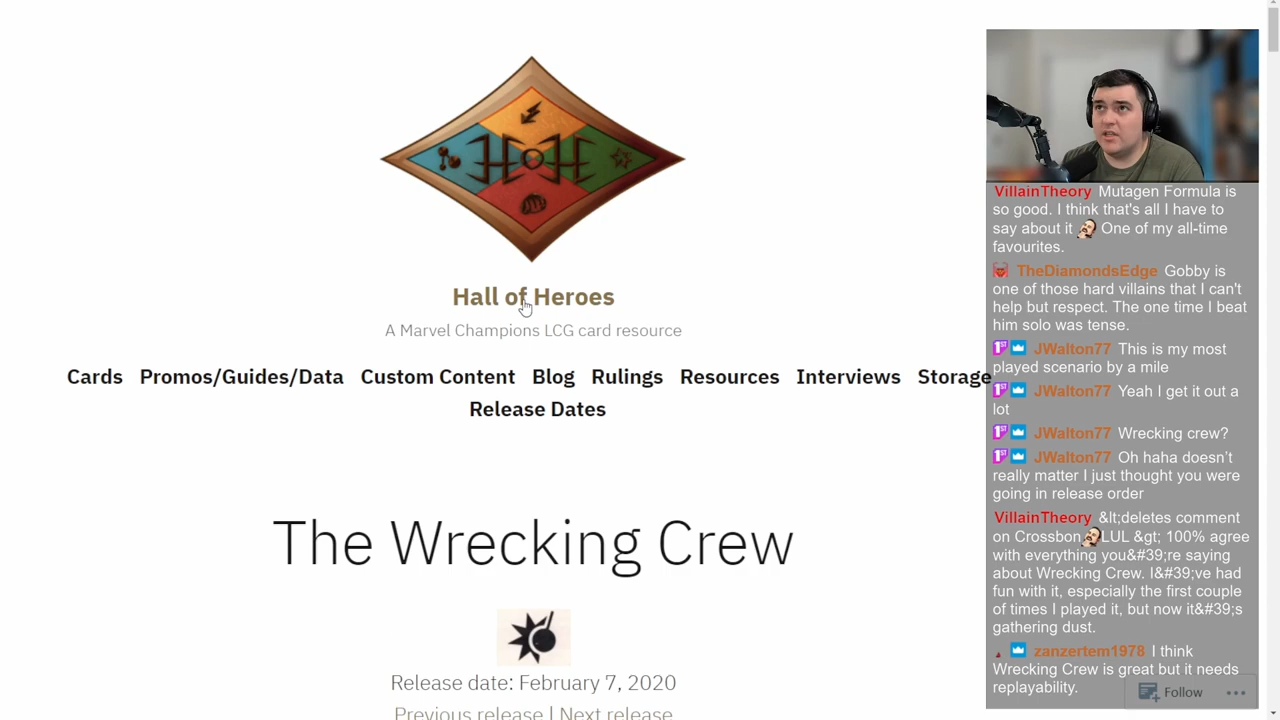 HOH
Hall of Heroes
A Marvel Champions LCG card resource
Cards Promos/Guides/Data Custom Content Blog Rulings Resources Interviews Storage
Release Dates
The Wrecking Crew
Release date: February 7, 2020
Previous release | Next release
VillainTheory Mutagen Formula is
so good. I think that's all I have to
say about it One of my all-time
favourites.
TheDiamondsEdge Gobby is
one of those hard villains that I can't
help but respect. The one time I beat
him solo was tense.
1ST JWalton77 This is my most
played scenario by a mile
1ST JWalton77 Yeah I get it out a
lot
1ST JWalton77 Wrecking crew?
1ST JWalton77 Oh haha doesn't
really matter I just thought you were
going in release order
VillainTheory &lt;deletes comment
on Crossbon LUL &gt; 100% agree
with everything you&#39;re saying
about Wrecking Crew. I&#39;ve had
fun with it, especially the first couple
of times I played it, but now it&#39;s
gathering dust.
zanzertem1978 I think
Wrecking Crew is great but it needs
replayability.
Follow